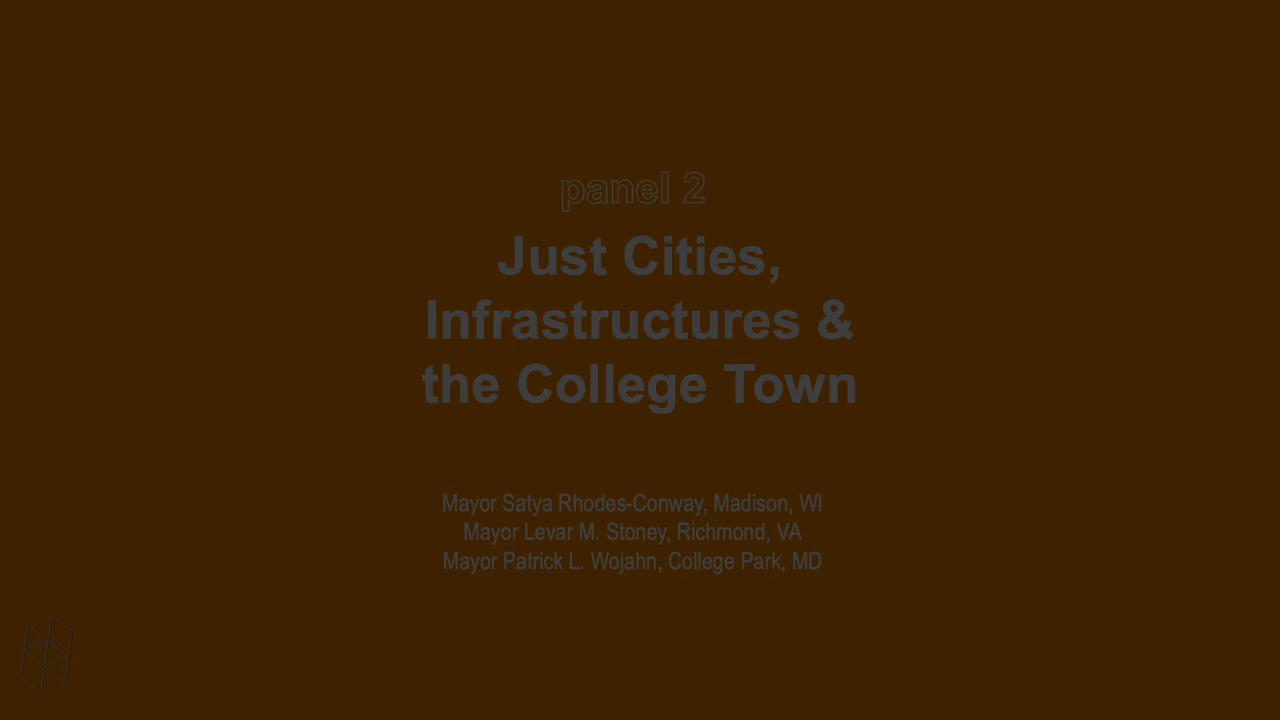 panel 2
Just Cities,
Infrastructures &
the College Town
Mayor Satya Rhodes-Conway, Madison, WI
Mayor Levar M. Stoney, Richmond, VA
Mayor Patrick L. Wojahn, College Park, MD